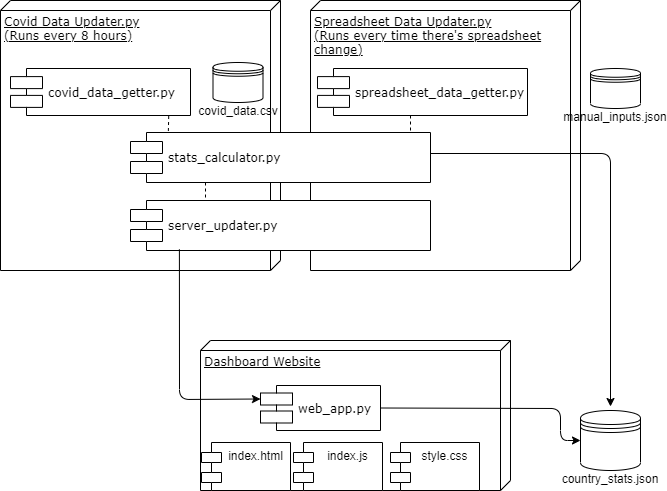 Covid Data Updater.py
(Runs every 8 hours)
Spreadsheet Data Updater.py
(Runs every time there's spreadsheet
change)
covid_data_getter.py
covid_data.csv
spreadsheet_data_getter.py
manual_inputs.json
stats_calculator.py
server_updater.py
Dashboard Website
web_app.py
index.html
index.js
style.css
country_stats.json